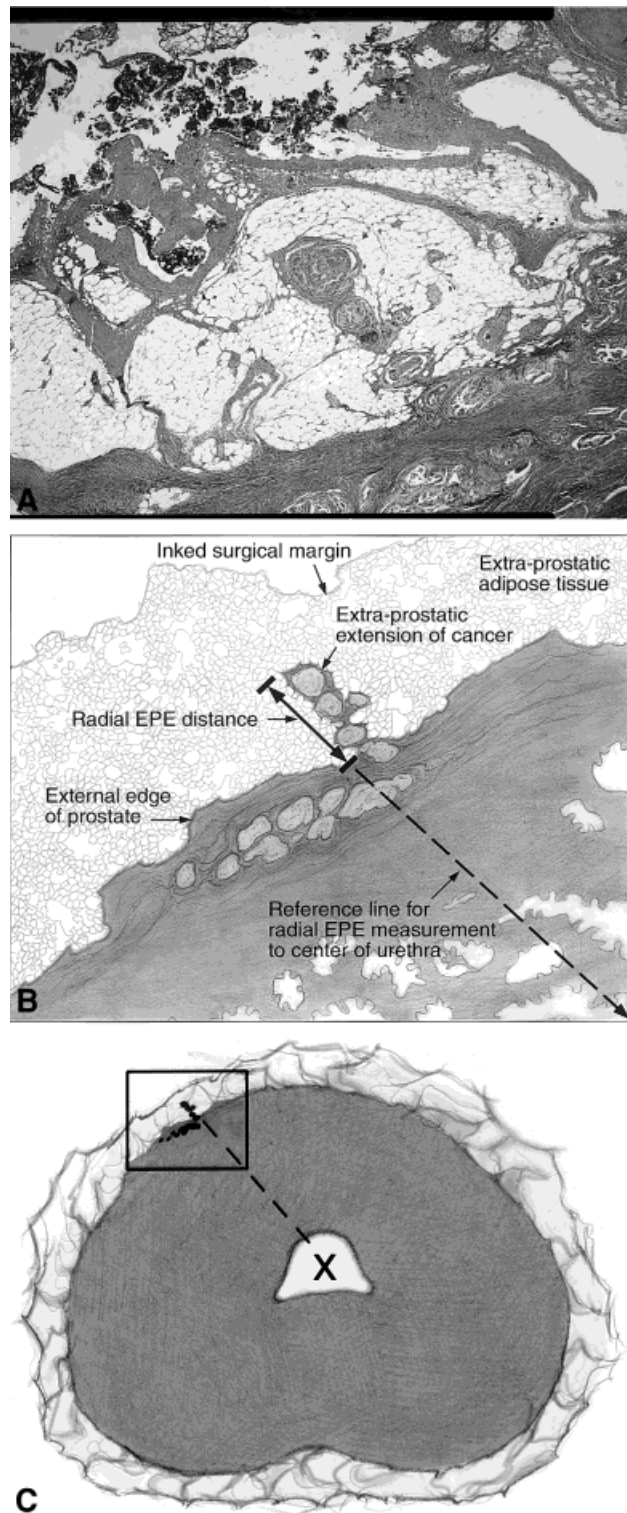 A
Inked surgical margin
Extra-prostatic
adipose tissue
Extra-prostatic
extension of cancer
Radial EPE distance
External edge
of prostate
Reference line for
radial EPE measurement
to center of urethra
B
X
C